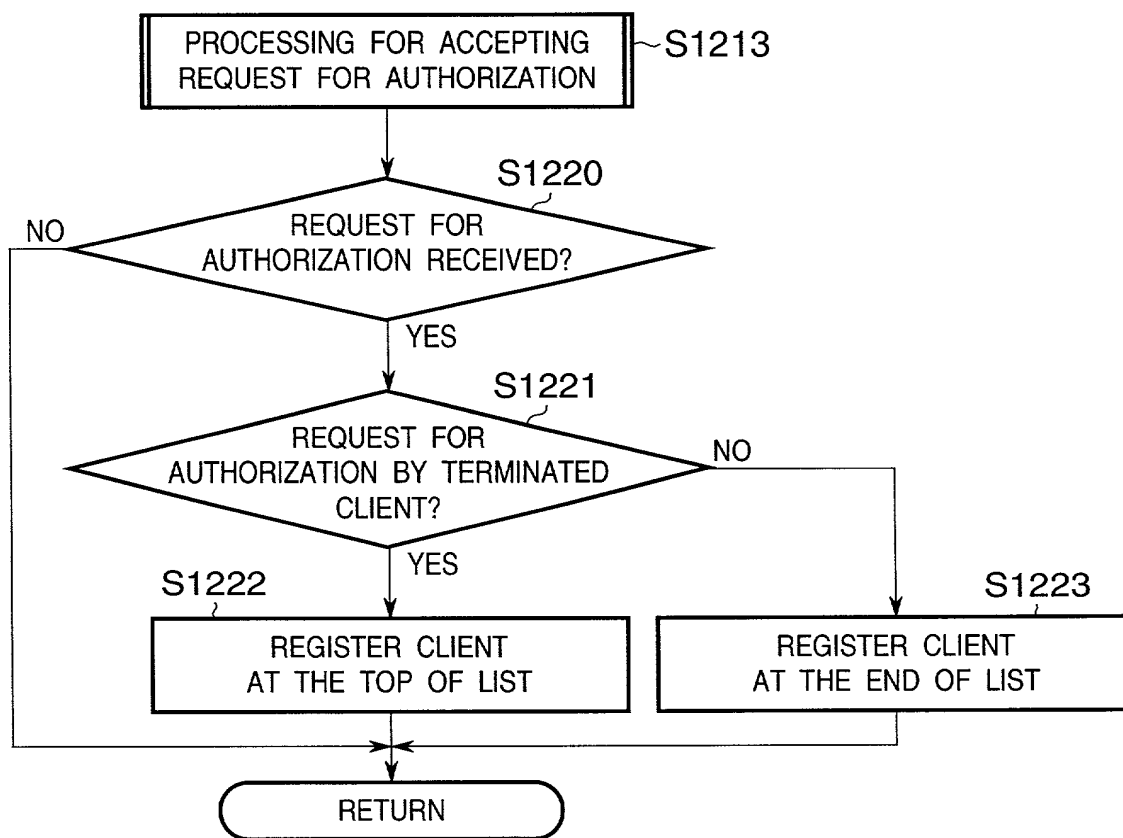 PROCESSING FOR ACCEPTING
REQUEST FOR AUTHORIZATION
S1213
S1220
REQUEST FOR
AUTHORIZATION RECEIVED?
NO
YES
S1221
REQUEST FOR
AUTHORIZATION BY TERMINATED
CLIENT?
NO
YES
S1222
REGISTER CLIENT
AT THE TOP OF LIST
S1223
REGISTER CLIENT
AT THE END OF LIST
RETURN